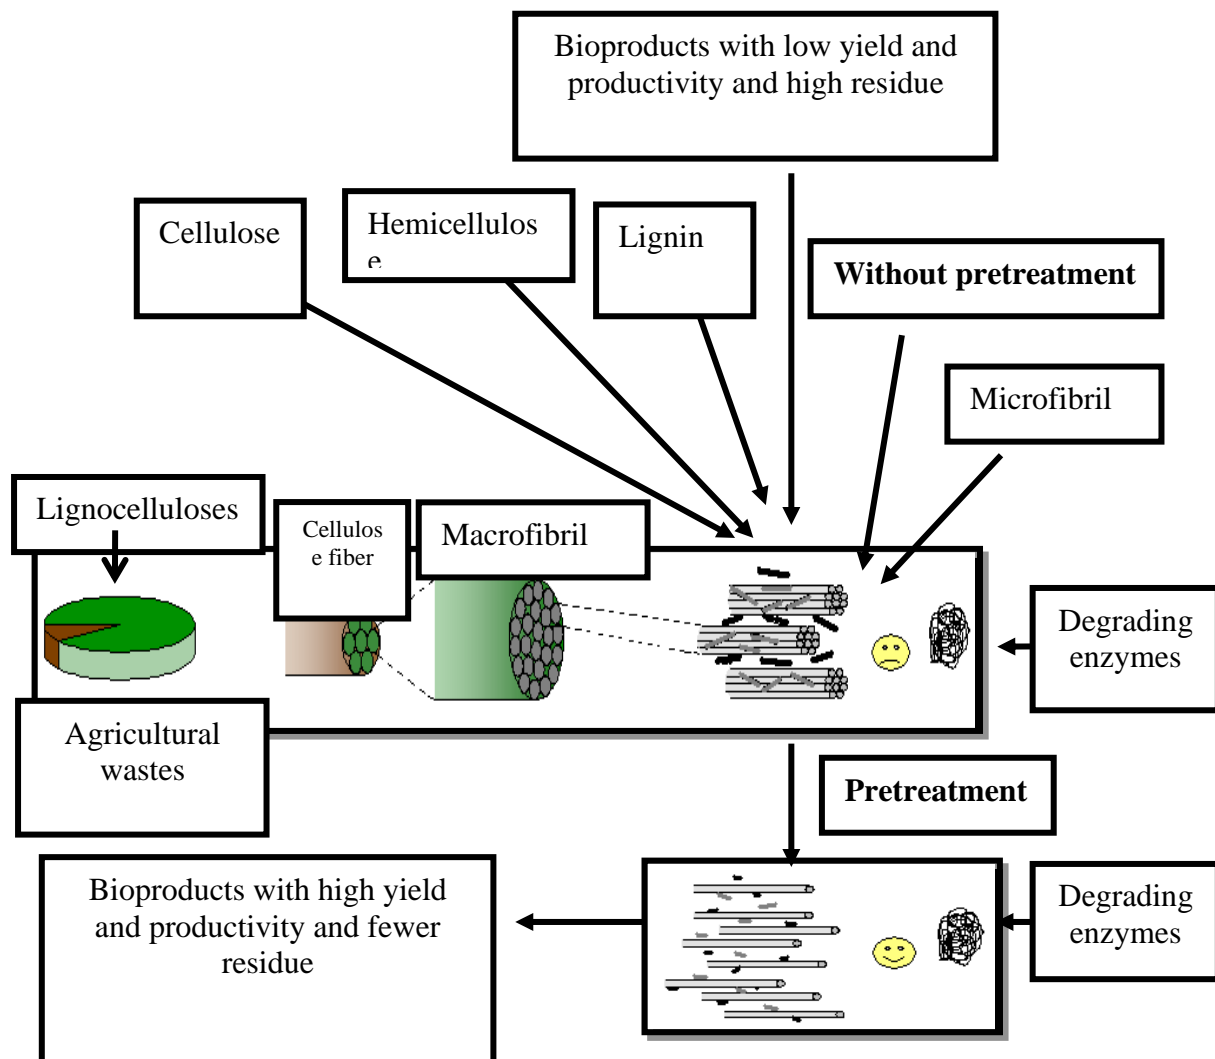 Bioproducts with low yield and
productivity and high residue
Cellulose
Hemicellulos
e
Lignin
Without pretreatment
Microfibril
Lignocelluloses
Cellulos
e fiber
Macrofibril
Degrading
enzymes
Agricultural
wastes
Pretreatment
Bioproducts with high yield
and productivity and fewer
residue
Degrading
enzymes